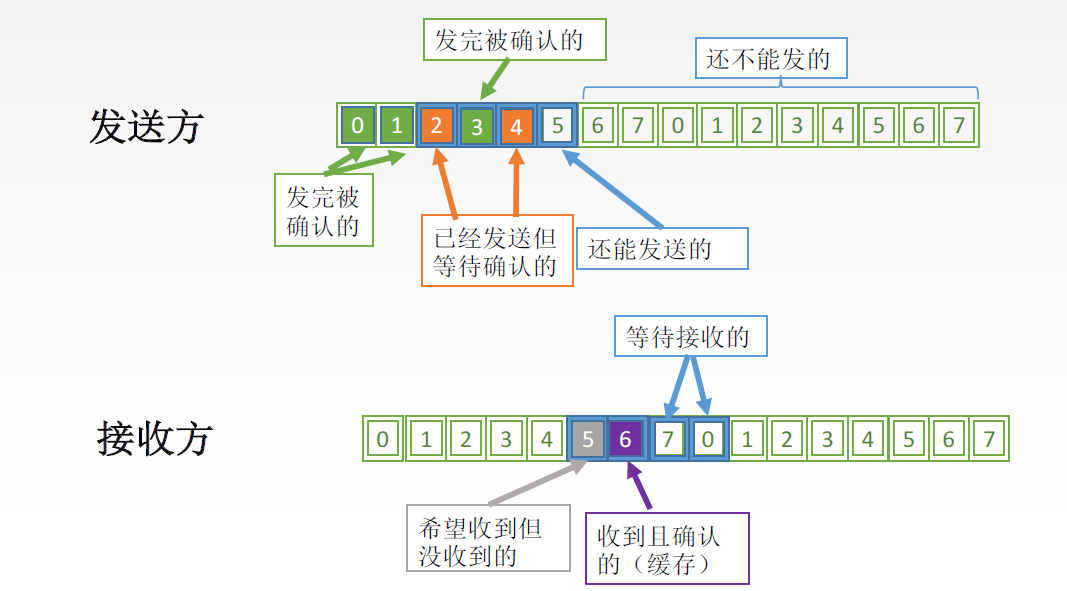 发完被确认的
还不能发的
发送方
0 1 2 3 4 5 6 7 0 1 2 3 4 5 6 7
发完被
确认的
已经发送但
等待确认的
还能发送的
等待接收的
接收方
0 1 2 3 4 5 6 7 0 1 2 3 4 5 6 7
希望收到但
没收到的
收到且确认
的（缓存）